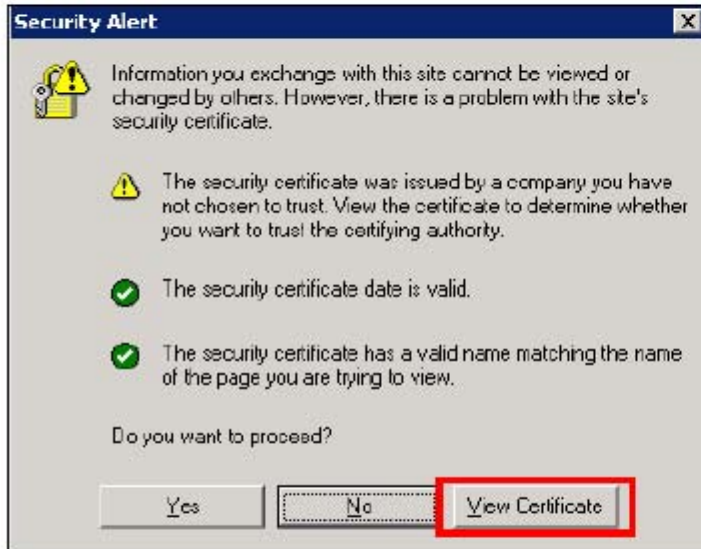 Security Alert
Information you exchange with this site cannot be viewed or
changed by others. However, there is a problem with the site's
security certificate.
The security certificate was issued by a company you have
not chosen to trust. View the certificate to determine whether
you want to trust the certifying authority.
The security certificate date is valid.
The security certificate has a valid name matching the name
of the page you are trying to view.
Do you want to proceed?
Yes
No
View Certificate